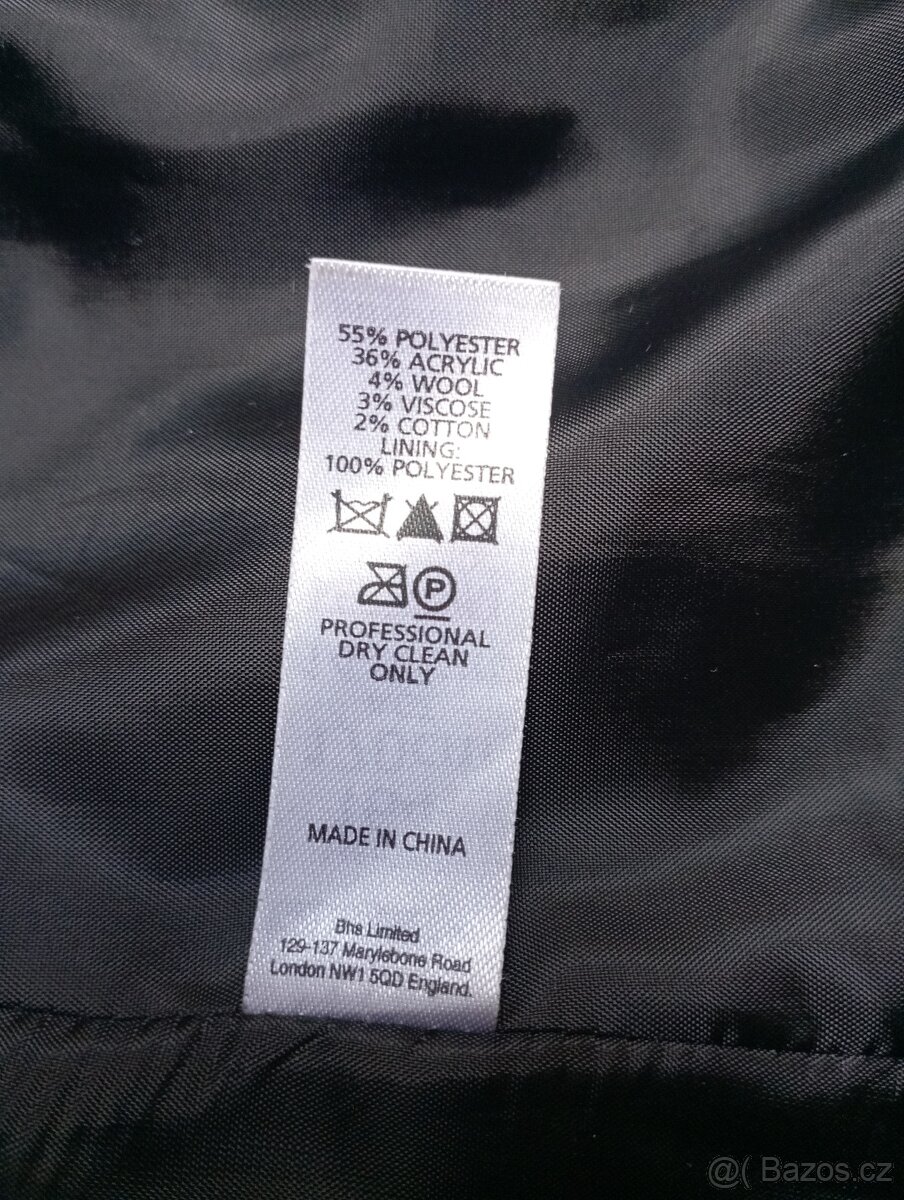 55% POLYESTER
36% ACRYLIC
4% WOOL
3% VISCOSE
2% COTTON
LINING:
100% POLYESTER
P
PROFESSIONAL
DRY CLEAN
ONLY
MADE IN CHINA
Bhs Limited
129-137 Marylebone Road
London NW1 5QD England.
@( Bazos.cz